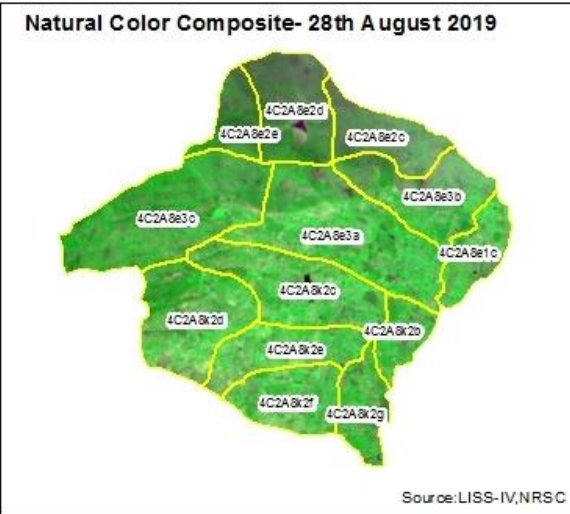 Natural Color Composite- 28th August 2019
4C2A8e2d
4C2A8e2e
4C2A8e2c
4C2A8e3b
4C2A8e3c
4C2A8e3a
4C2A8e1c
4C2A8k2c
4C2A8k2d
4C2A8k2b
4C2A8k2e
4C2A8k2f
4C2A8k2g
Source:LISS-IV,NRSC